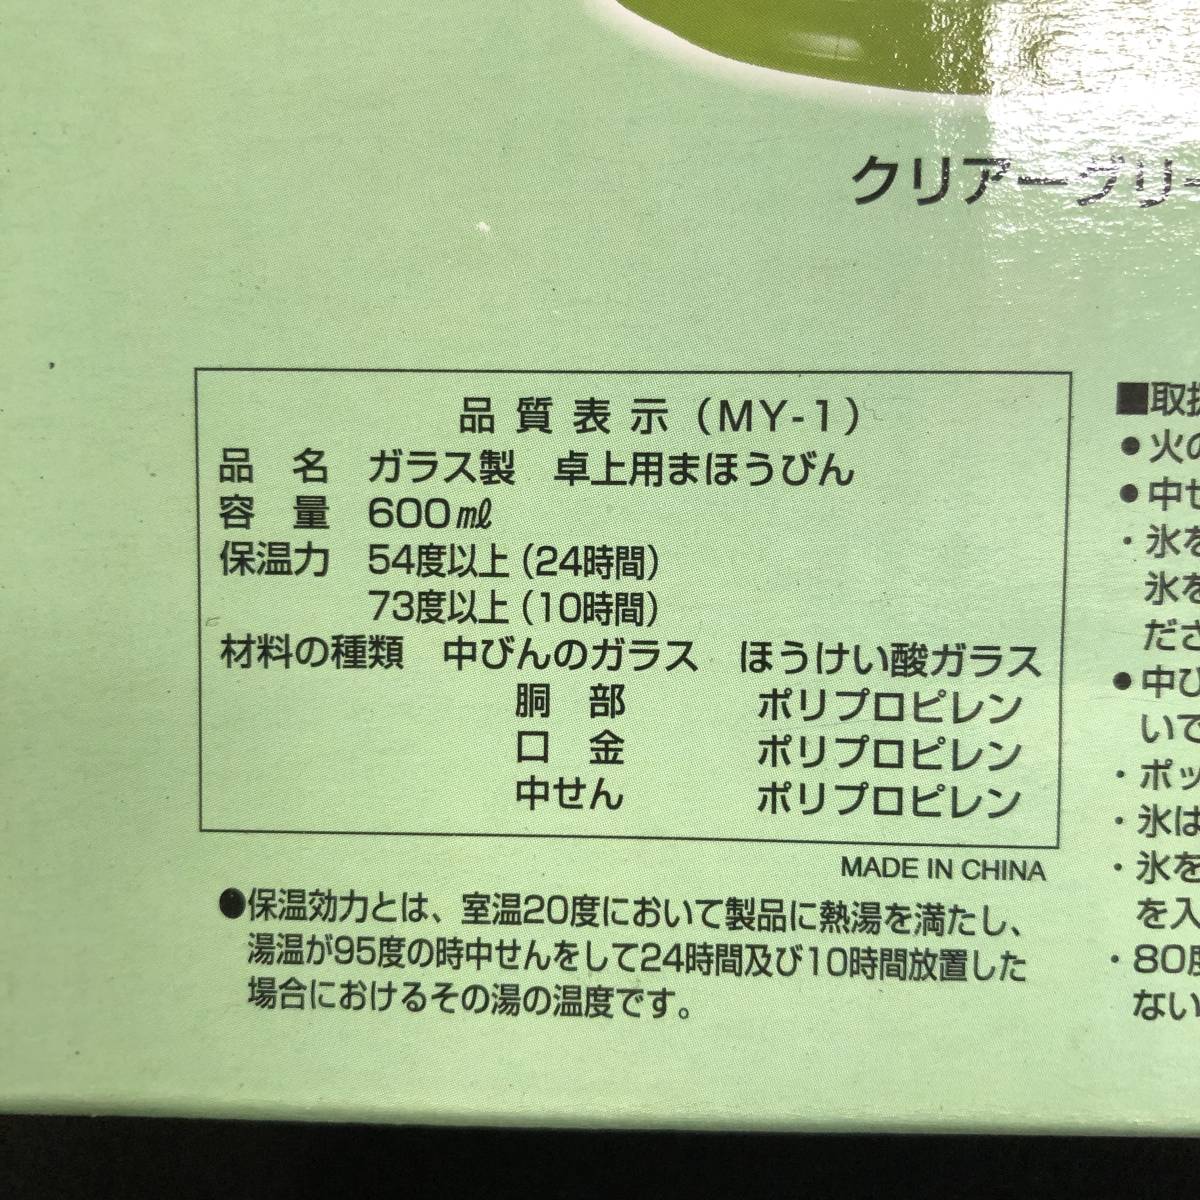 クリアーグリー
品質表示（MY-1）
品　名　ガラス製　卓上用まほうびん
容　量　600㎖
保温力　54度以上（24時間）
73度以上（10時間）
材料の種類　中びんのガラス　ほうけい酸ガラス
胴　部　ポリプロピレン
口　金　ポリプロピレン
中せん　ポリプロピレン
MADE IN CHINA
●保温効力とは、室温20度において製品に熱湯を満たし、
湯温が95度の時中せんをして24時間及び10時間放置した
場合におけるその湯の温度です。
■取扱
●火の
●中せ
・氷を
氷を
ださ
●中び
いて
・ポッ
・氷は
・氷を
を入
・80度
ない